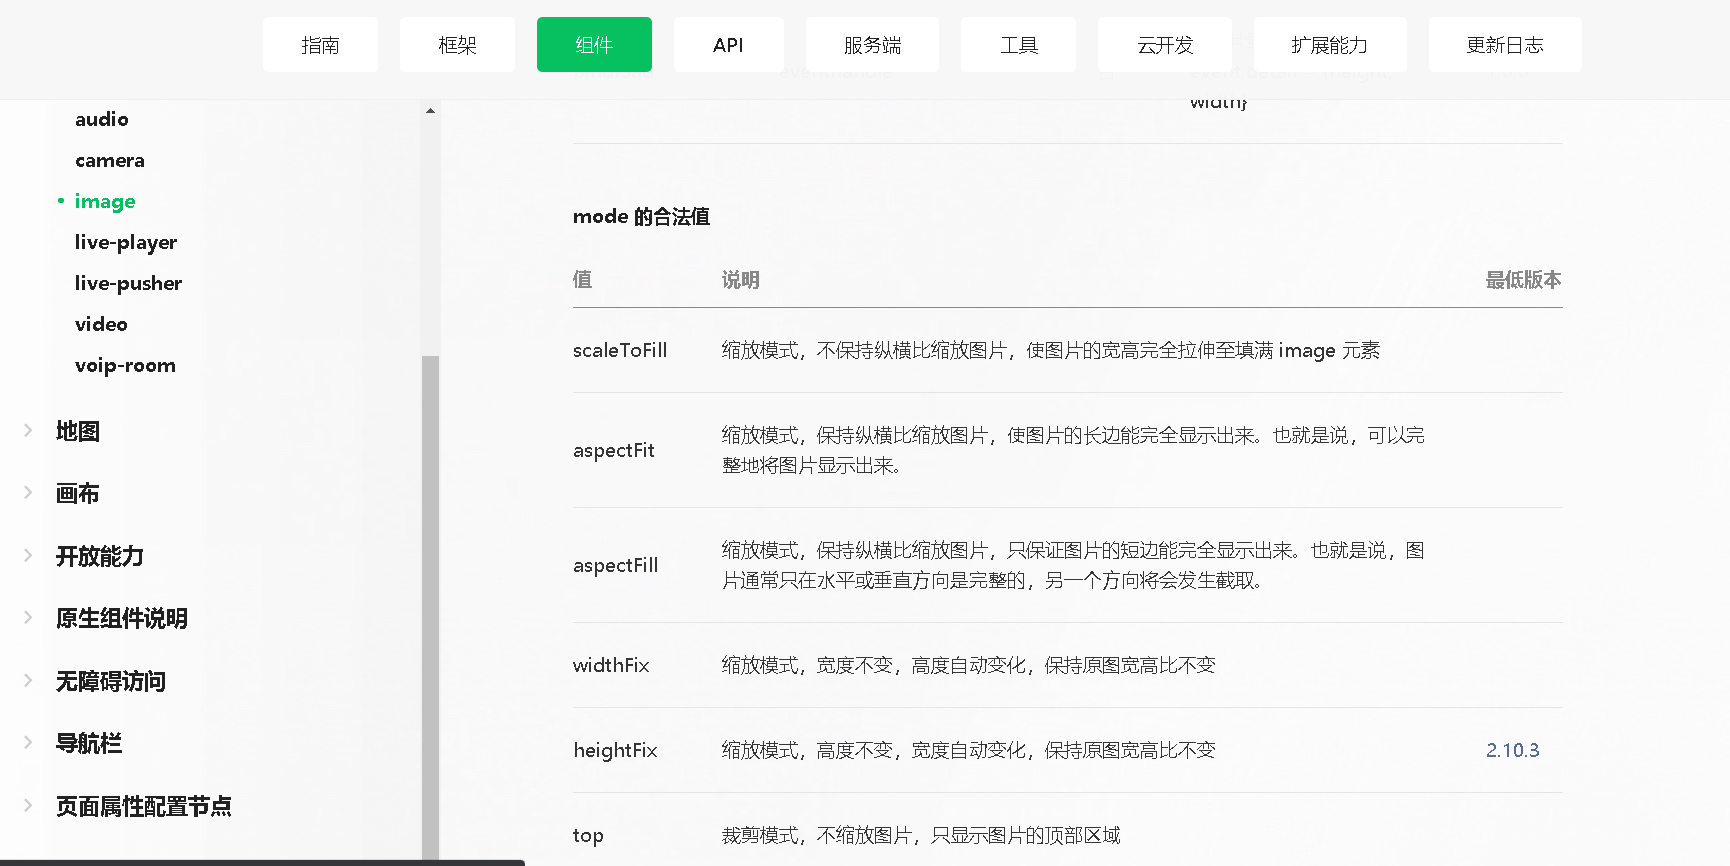 指南 框架 组件 API 服务端 工具 云开发 扩展能力 更新日志
width}
audio
camera
image
live-player
live-pusher
video
voip-room
地图
画布
开放能力
原生组件说明
无障碍访问
导航栏
页面属性配置节点
mode 的合法值
值 说明 最低版本
scaleToFill 缩放模式，不保持纵横比缩放图片，使图片的宽高完全拉伸至填满 image 元素
aspectFit 缩放模式，保持纵横比缩放图片，使图片的长边能完全显示出来。也就是说，可以完
整地将图片显示出来。
aspectFill 缩放模式，保持纵横比缩放图片，只保证图片的短边能完全显示出来。也就是说，图
片通常只在水平或垂直方向是完整的，另一个方向将会发生截取。
widthFix 缩放模式，宽度不变，高度自动变化，保持原图宽高比不变
heightFix 缩放模式，高度不变，宽度自动变化，保持原图宽高比不变 2.10.3
top 裁剪模式，不缩放图片，只显示图片的顶部区域